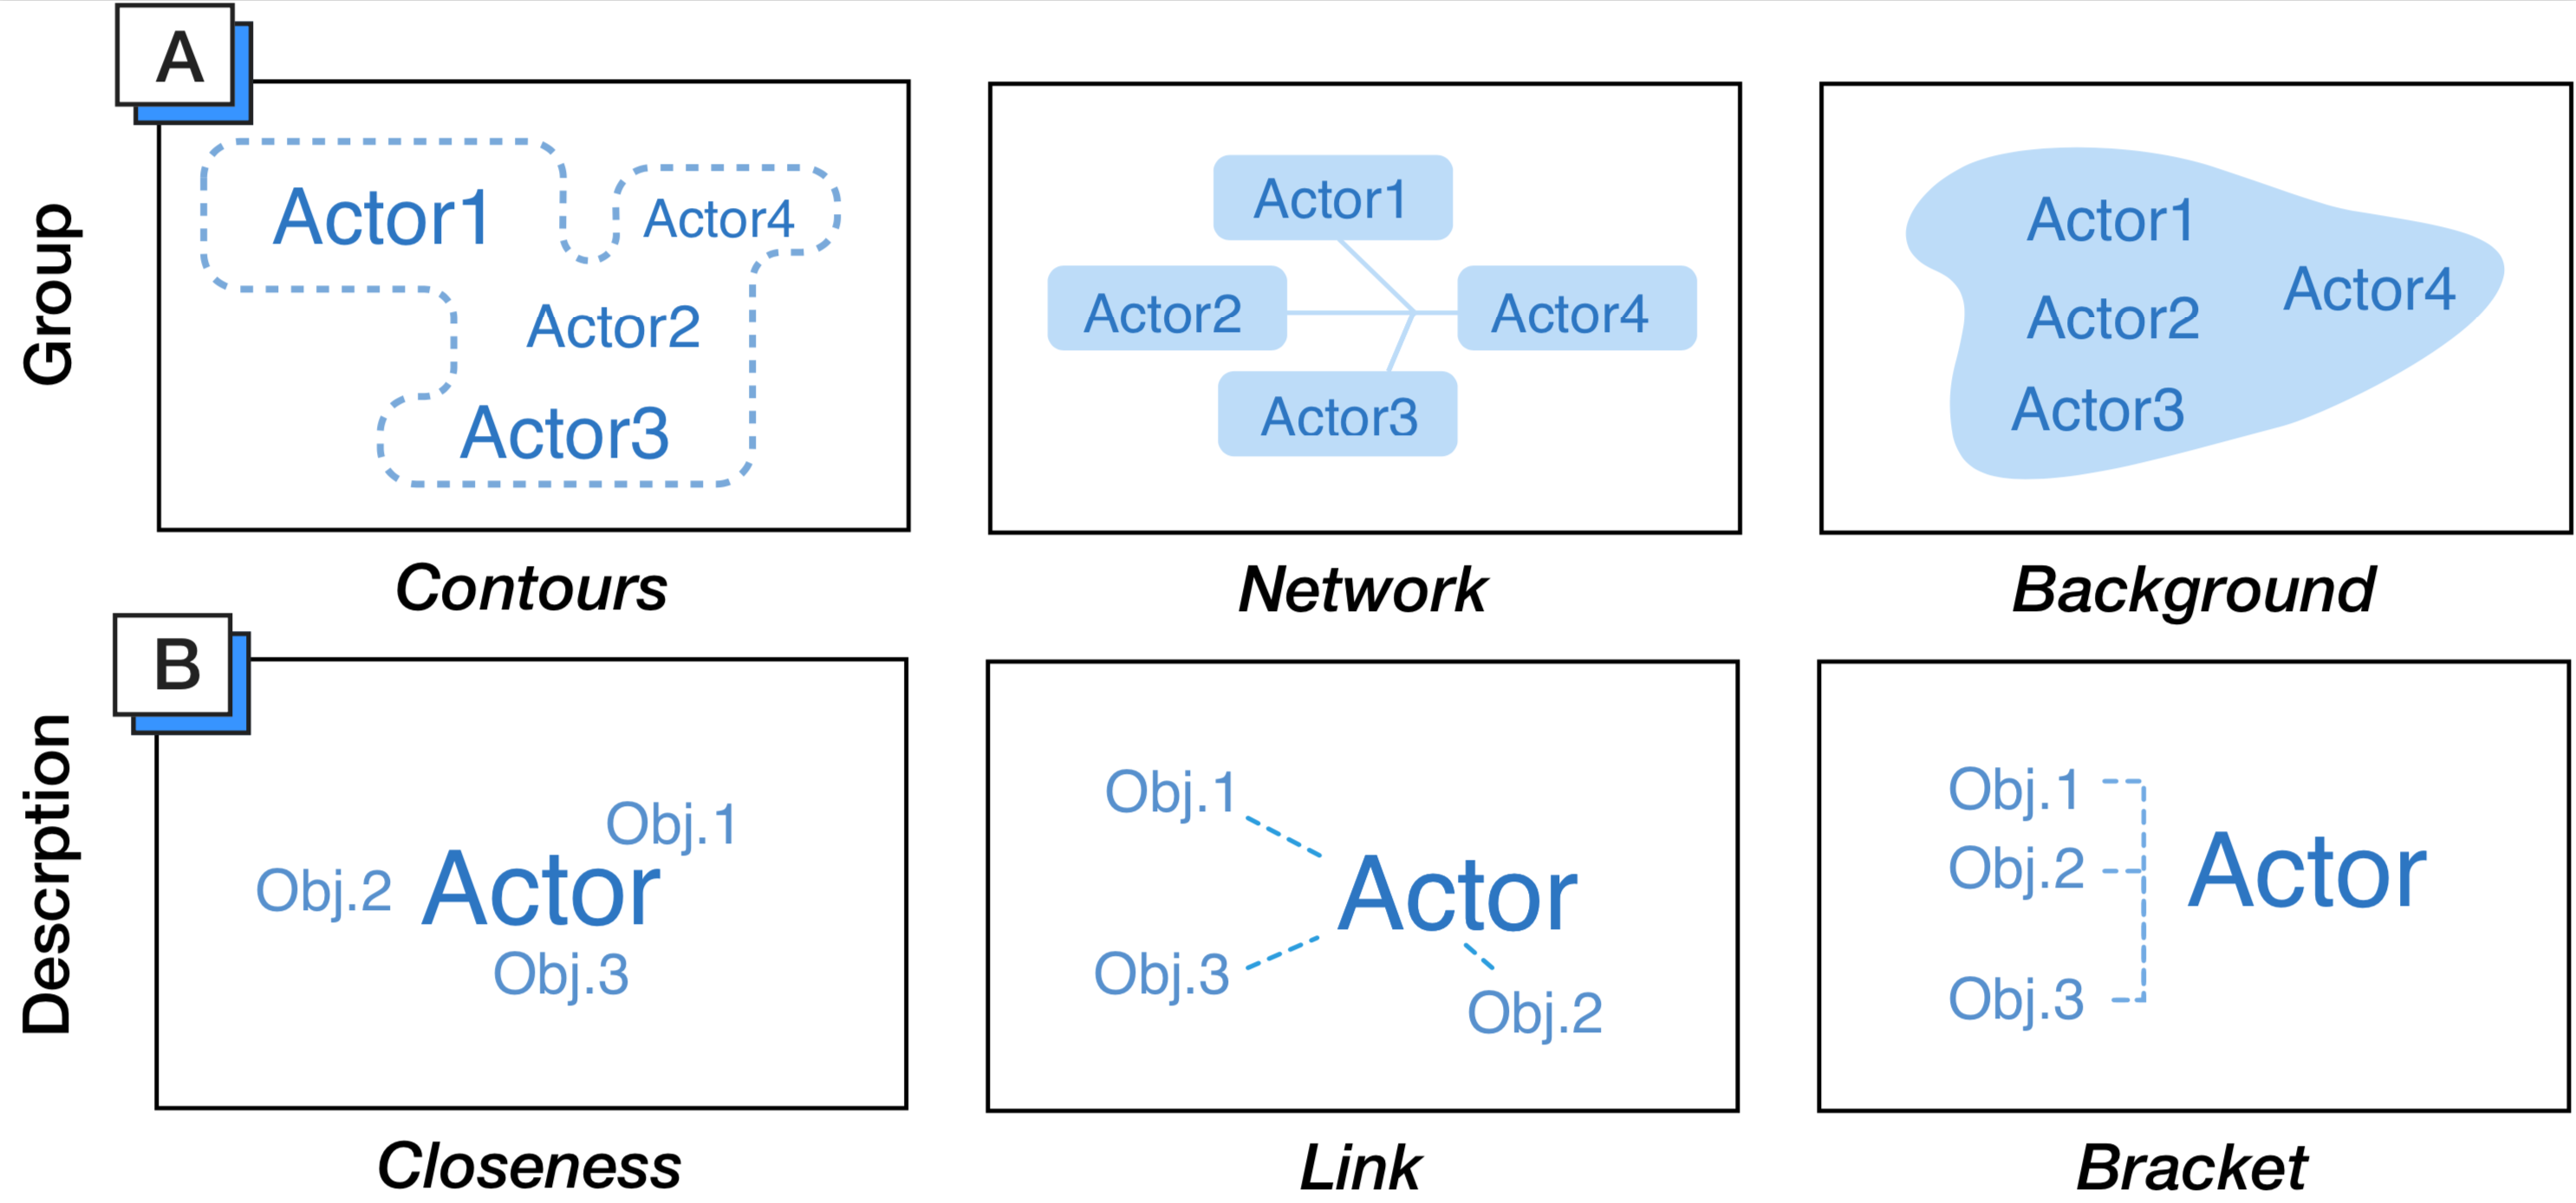 A
Group
Actor1
Actor4
Actor2
Actor3
Contours
Actor1
Actor2
Actor4
Actor3
Network
Actor1
Actor4
Actor2
Actor3
Background
B
Descrption
Obj.1
Obj.2 Actor
Obj.3
Closeness
Obj.1
Actor
Obj.3
Obj.2
Link
Obj.1
Obj.2
Actor
Obj.3
Bracket